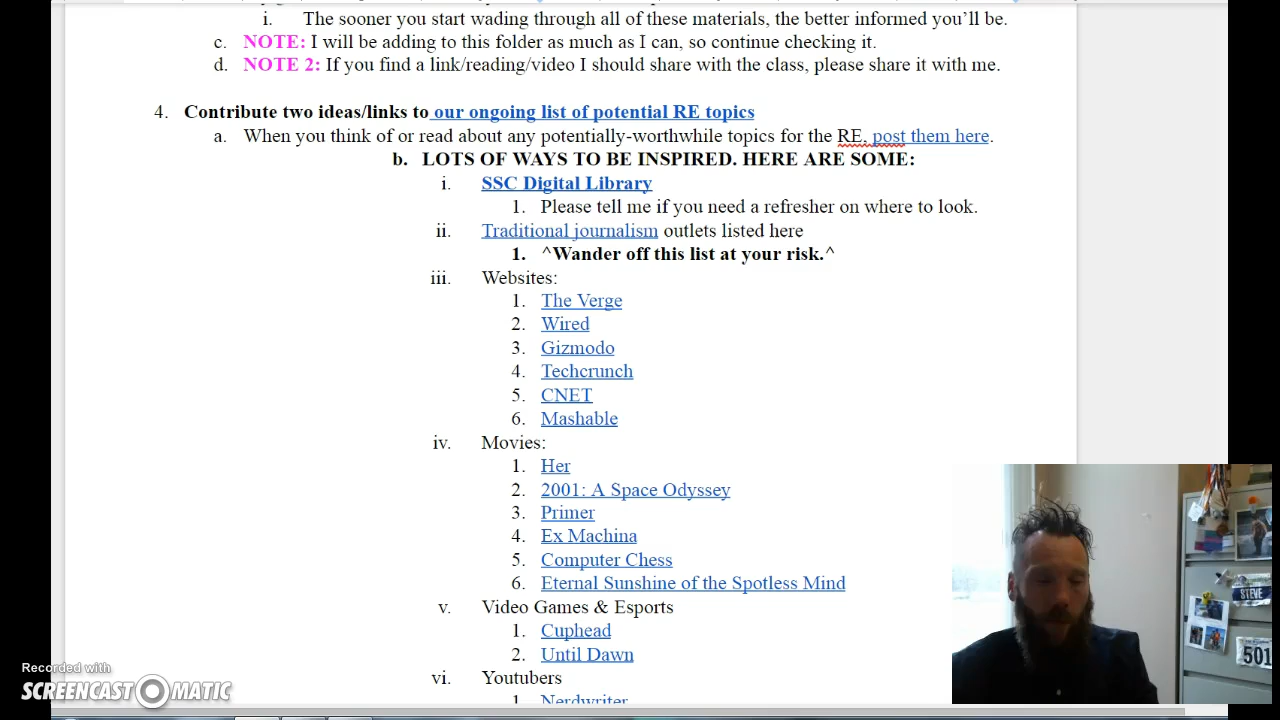 i. The sooner you start wading through all of these materials, the better informed you'll be.
c. NOTE: I will be adding to this folder as much as I can, so continue checking it.
d. NOTE 2: If you find a link/reading/video I should share with the class, please share it with me.
4. Contribute two ideas/links to our ongoing list of potential RE topics
a. When you think of or read about any potentially-worthwhile topics for the RE, post them here.
b. LOTS OF WAYS TO BE INSPIRED. HERE ARE SOME:
i. SSC Digital Library
1. Please tell me if you need a refresher on where to look.
ii. Traditional journalism outlets listed here
1. ^Wander off this list at your risk.^
iii. Websites:
1. The Verge
2. Wired
3. Gizmodo
4. Techcrunch
5. CNET
6. Mashable
iv. Movies:
1. Her
2. 2001: A Space Odyssey
3. Primer
4. Ex Machina
5. Computer Chess
6. Eternal Sunshine of the Spotless Mind
v. Video Games & Esports
1. Cuphead
2. Until Dawn
vi. Youtubers
1. Nerdwriter
STEVE
501
Recorded with
SCREENCAST-O-MATIC